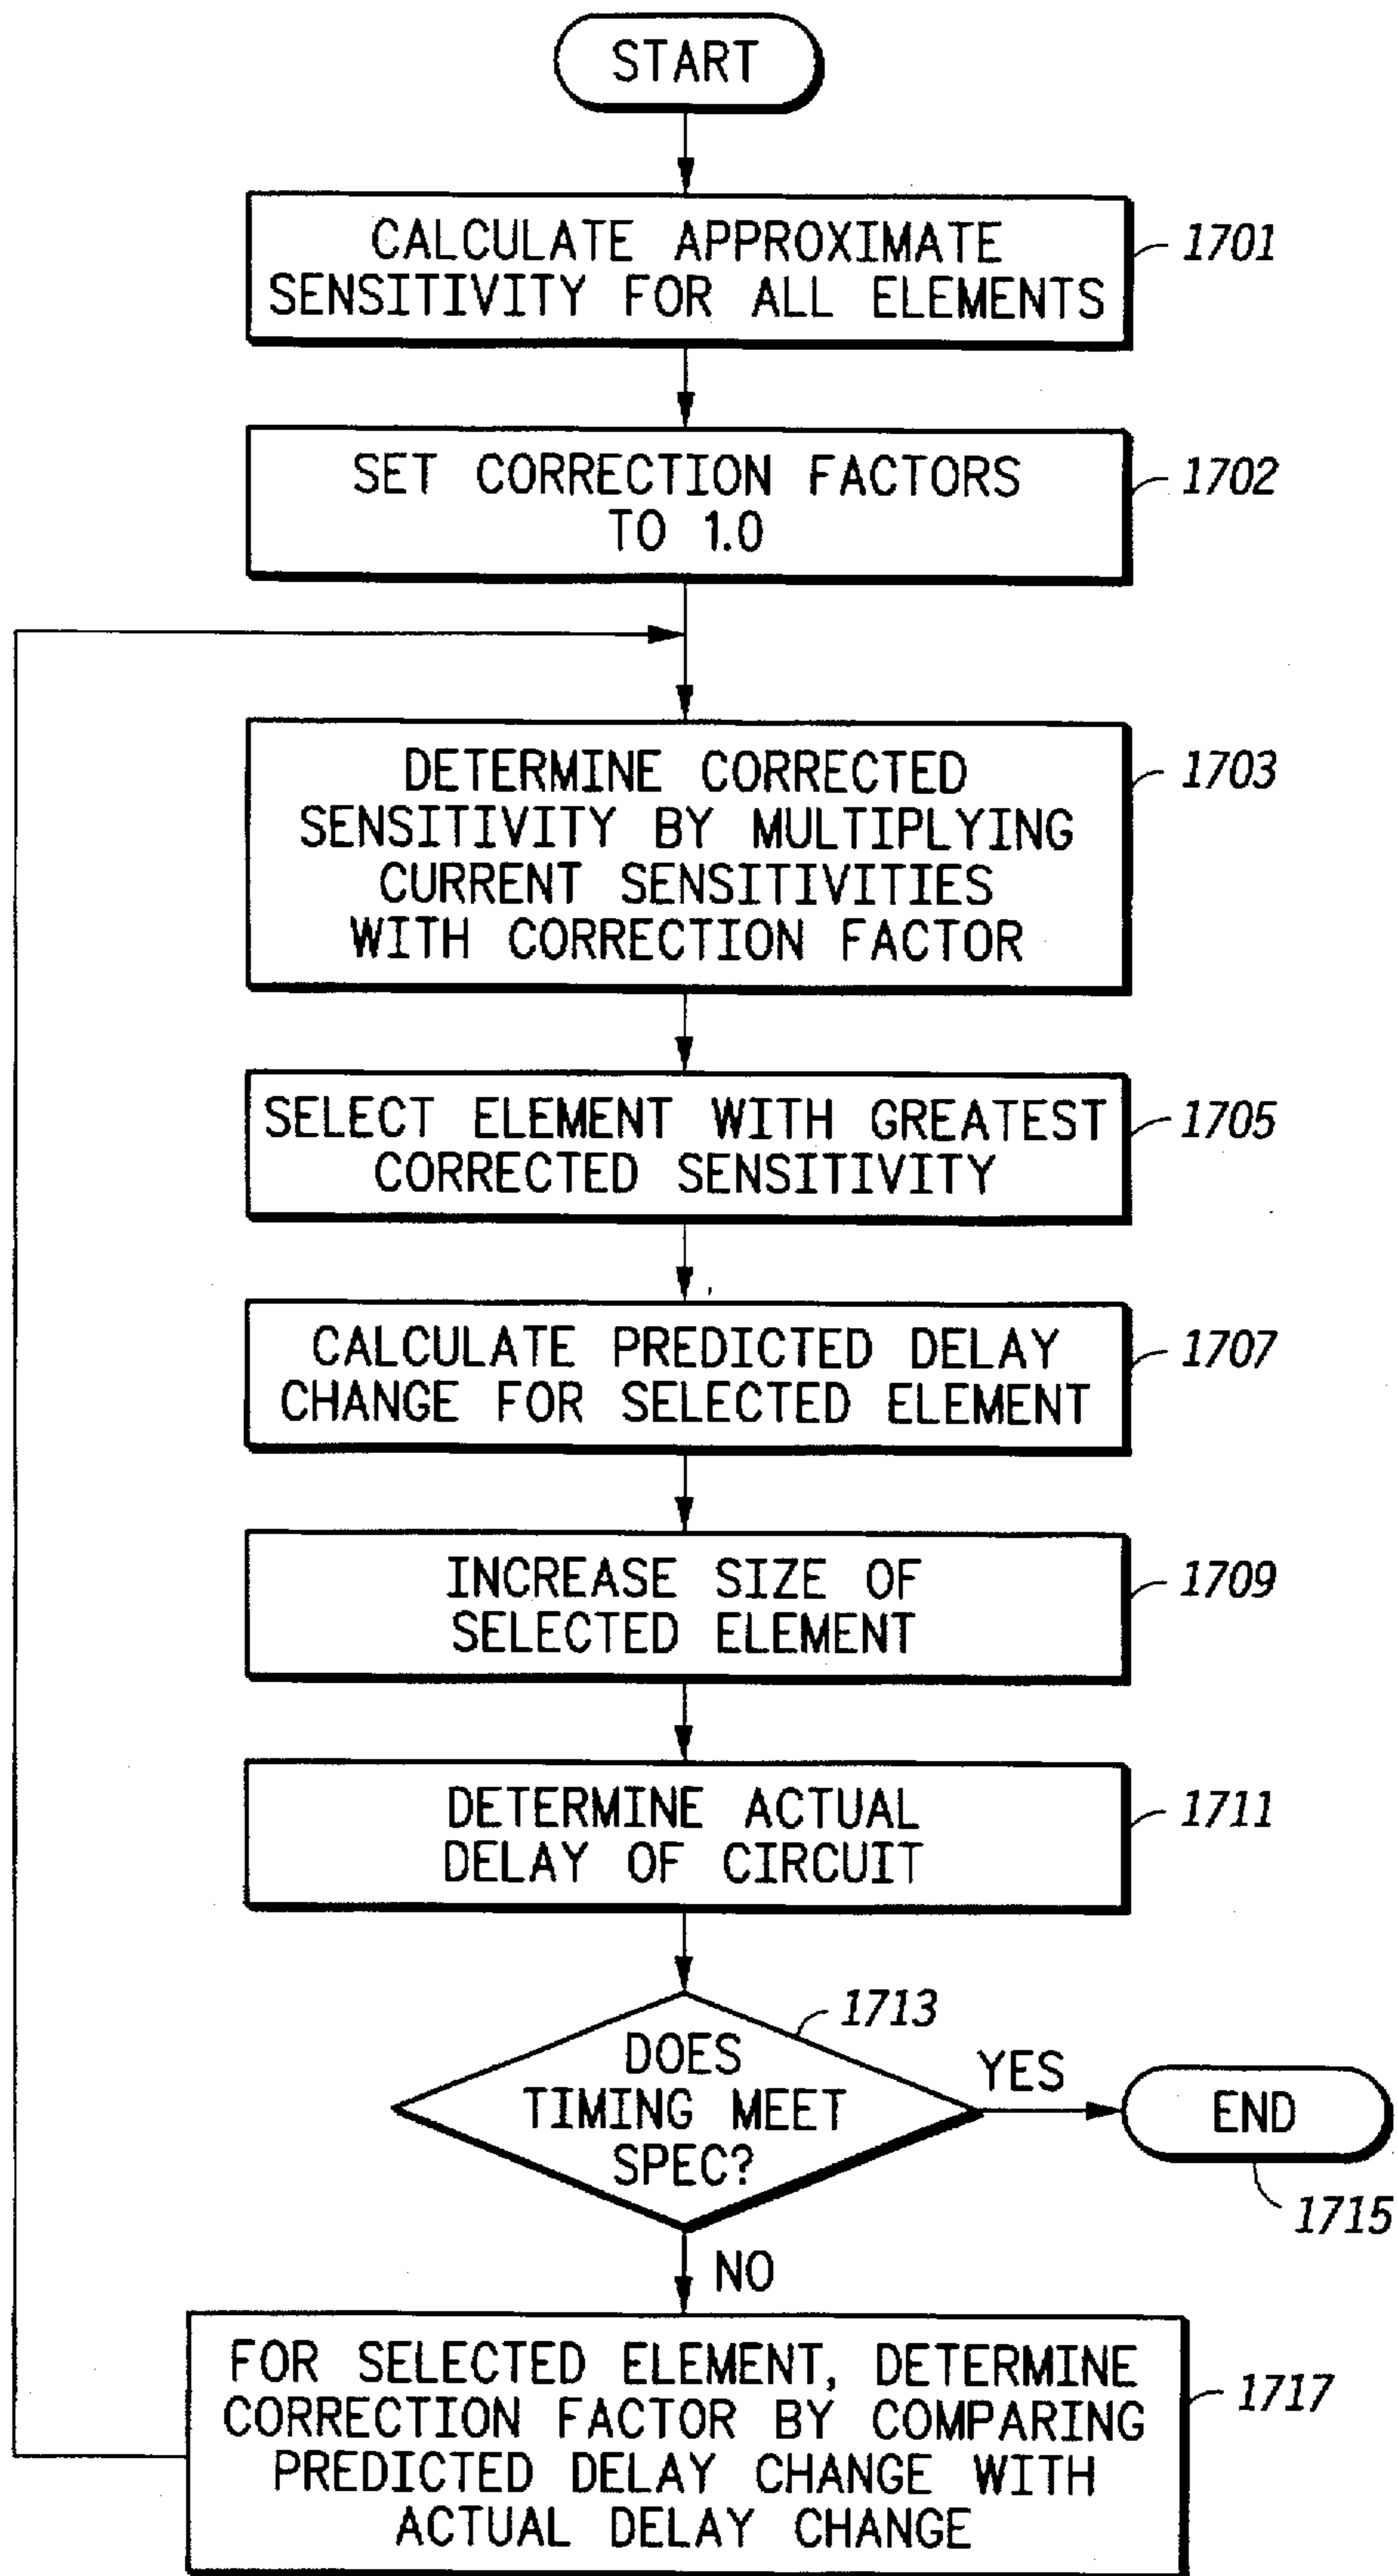 START
CALCULATE APPROXIMATE
SENSITIVITY FOR ALL ELEMENTS
1701
SET CORRECTION FACTORS
TO 1.0
1702
DETERMINE CORRECTED
SENSITIVITY BY MULTIPLYING
CURRENT SENSITIVITIES
WITH CORRECTION FACTOR
1703
SELECT ELEMENT WITH GREATEST
CORRECTED SENSITIVITY
1705
CALCULATE PREDICTED DELAY
CHANGE FOR SELECTED ELEMENT
1707
INCREASE SIZE OF
SELECTED ELEMENT
1709
DETERMINE ACTUAL
DELAY OF CIRCUIT
1711
1713
DOES
TIMING MEET
SPEC?
YES
END
1715
NO
FOR SELECTED ELEMENT, DETERMINE
CORRECTION FACTOR BY COMPARING
PREDICTED DELAY CHANGE WITH
ACTUAL DELAY CHANGE
1717